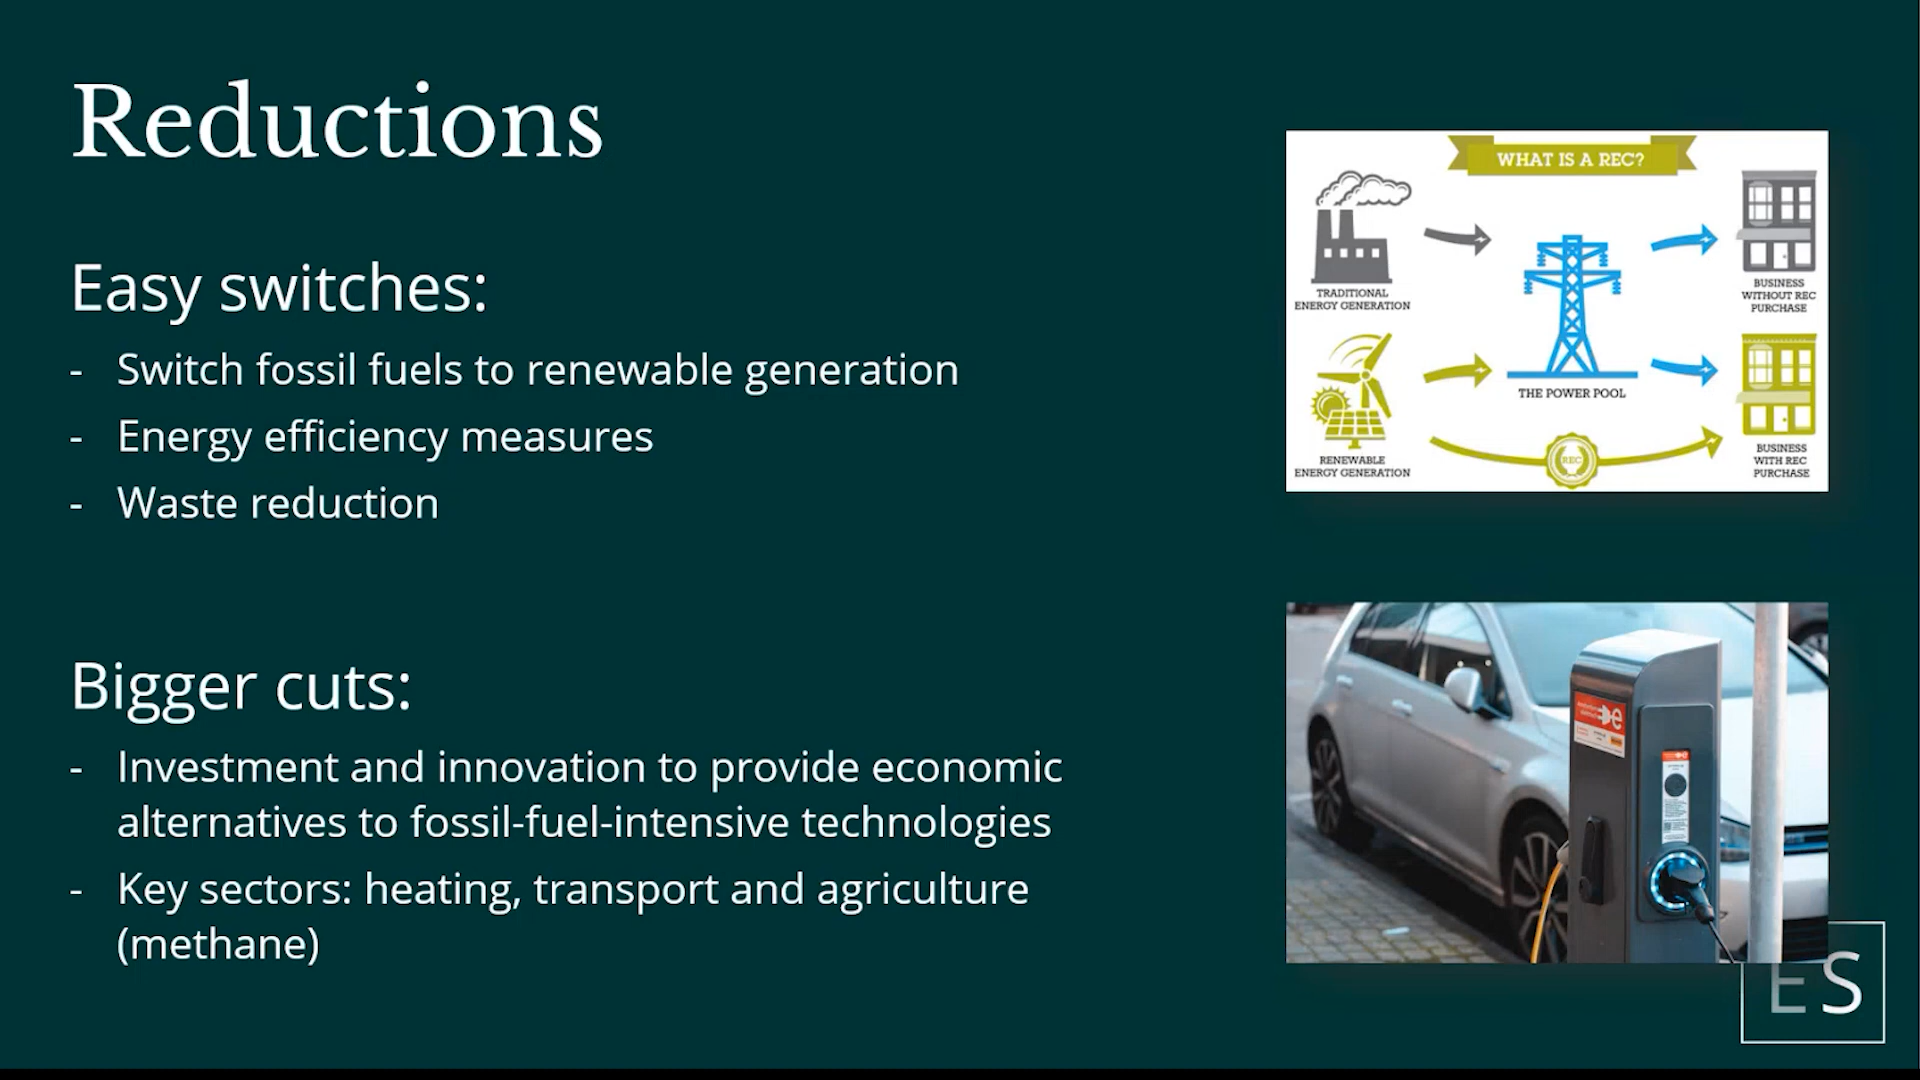 Reductions
Easy switches:
- Switch fossil fuels to renewable generation
- Energy efficiency measures
- Waste reduction
Bigger cuts:
- Investment and innovation to provide economic
alternatives to fossil-fuel-intensive technologies
- Key sectors: heating, transport and agriculture
(methane)
WHAT IS A REC?
TRADITIONAL
ENERGY GENERATION
BUSINESS
WITHOUT REC
PURCHASE
THE POWER POOL
RENEWABLE
ENERGY GENERATION
REC
BUSINESS
WITH REC
PURCHASE
e
ES